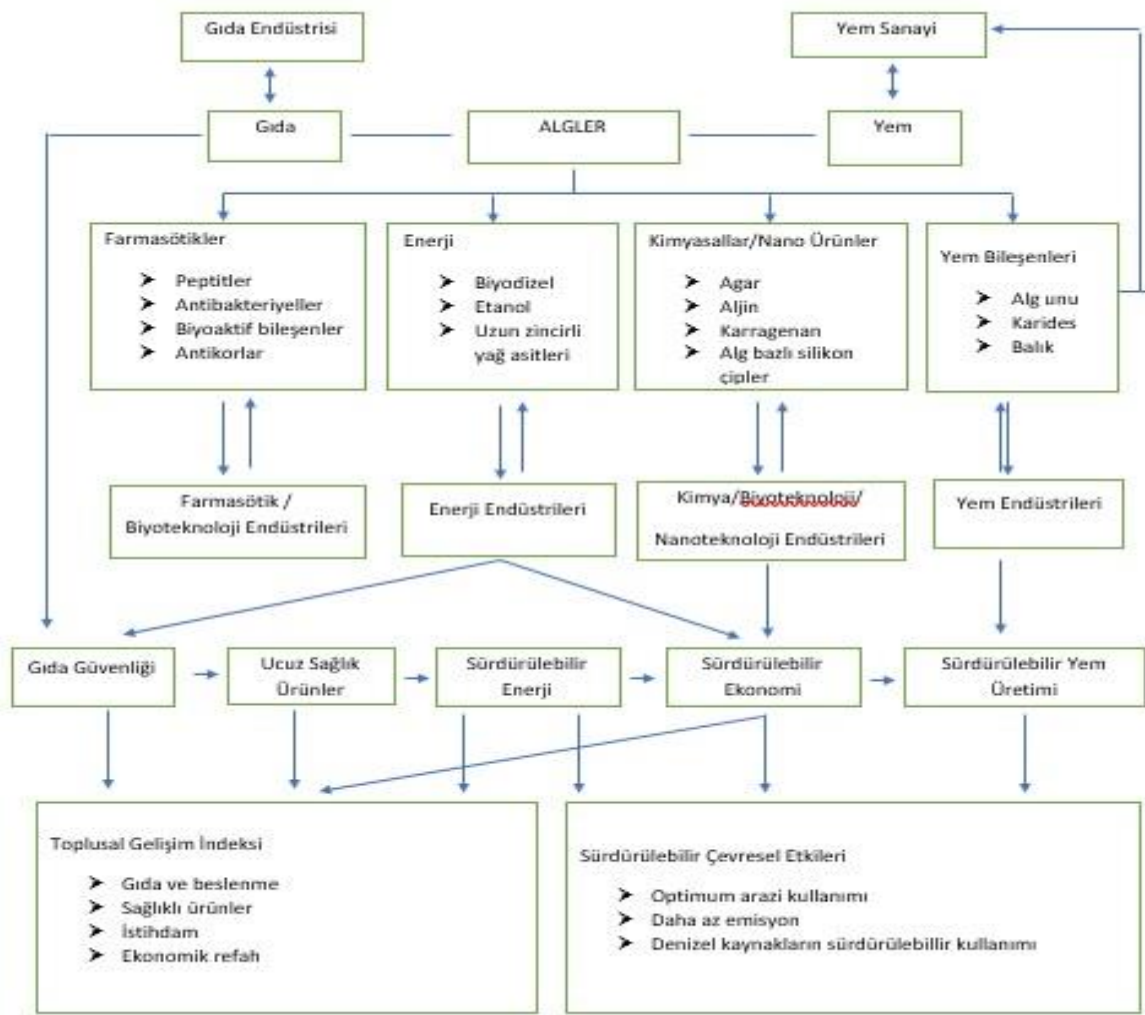 Gıda Endüstrisi
Yem Sanayi
Gıda
ALGLER
Yem
Farmasötikler
➤ Peptitler
➤ Antibakteriyeller
➤ Biyoaktif bileşenler
➤ Antikorlar
Enerji
➤ Biyodizel
➤ Etanol
➤ Uzun zincirli
yağ asitleri
Kimyasallar/Nano Ürünler
➤ Agar
➤ Aljin
➤ Karragenan
➤ Alg bazlı silikon
çipler
Yem Bileşenleri
➤ Alg unu
➤ Karides
➤ Balık
Farmasötik /
Biyoteknoloji Endüstrileri
Enerji Endüstrileri
Kimya/Biyoteknoloji/
Nanoteknoloji Endüstrileri
Yem Endüstrileri
Gıda Güvenliği
Ucuz Sağlık
Ürünler
Sürdürülebilir
Enerji
Sürdürülebilir
Ekonomi
Sürdürülebilir Yem
Üretimi
Toplusal Gelişim İndeksi
➤ Gıda ve beslenme
➤ Sağlıklı ürünler
➤ İstihdam
➤ Ekonomik refah
Sürdürülebilir Çevresel Etkileri
➤ Optimum arazi kullanımı
➤ Daha az emisyon
➤ Denizel kaynakların sürdürülebillir kullanımı